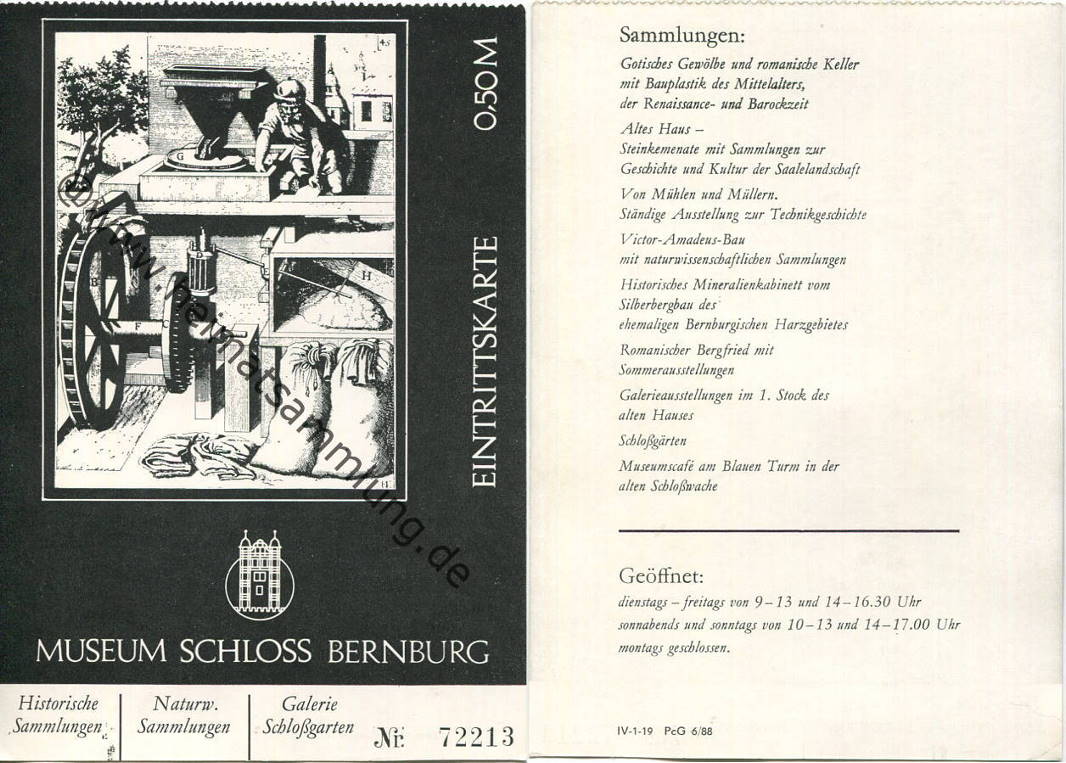 45
G
B
F
C
E
H
H
0,50M
EINTRITTSKARTE
© www.heimatsammlung.de
MUSEUM SCHLOSS BERNBURG
Historische
Sammlungen
Naturw.
Sammlungen
Galerie
Schloßgarten
Nr. 72213
Sammlungen:
Gotisches Gewölbe und romanische Keller
mit Bauplastik des Mittelalters,
der Renaissance- und Barockzeit
Altes Haus –
Steinkemenate mit Sammlungen zur
Geschichte und Kultur der Saalelandschaft
Von Mühlen und Müllern.
Ständige Ausstellung zur Technikgeschichte
Victor-Amadeus-Bau
mit naturwissenschaftlichen Sammlungen
Historisches Mineralienkabinett vom
Silberbergbau des
ehemaligen Bernburgischen Harzgebietes
Romanischer Bergfried mit
Sommerausstellungen
Galerieausstellungen im 1. Stock des
alten Hauses
Schloßgärten
Museumscafé am Blauen Turm in der
alten Schloßwache
Geöffnet:
dienstags – freitags von 9–13 und 14–16.30 Uhr
sonnabends und sonntags von 10–13 und 14–17.00 Uhr
montags geschlossen.
IV-1-19 PcG 6/88